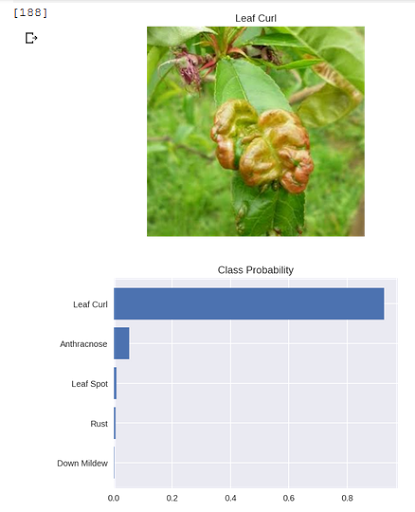 [188]
Leaf Curl
Class Probability
Leaf Curl
Anthracnose
Leaf Spot
Rust
Down Mildew
0.0 0.2 0.4 0.6 0.8